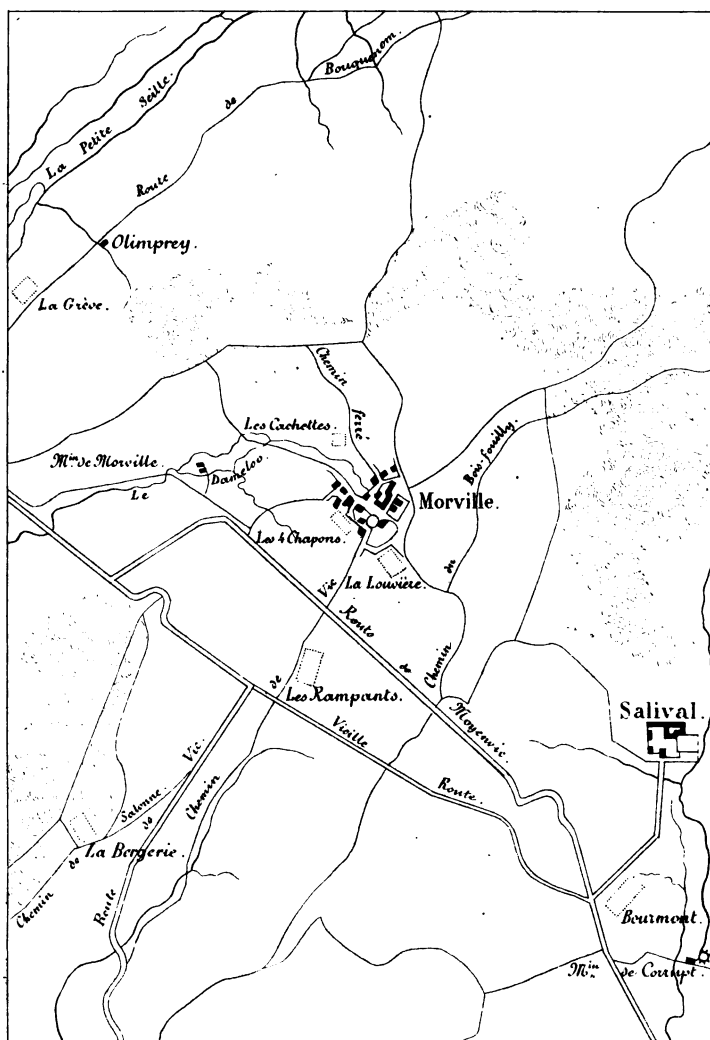 Route de Bouquenom.
La Petite Seille.
Olimprey.
La Grève.
Chemin ferré
Les Cachettes.
Min de Morville.
Le Dameloo
Bois-fouilly.
Morville.
Les 4 Chapons.
La Louvière.
Chemin du
Route de Moyenvic.
Chemin de Vic
Les Rampants.
Salival.
Vieille Route.
Chemin de Salonne
Route de Vic.
La Bergerie.
Bourmont.
Min de Corrupt.